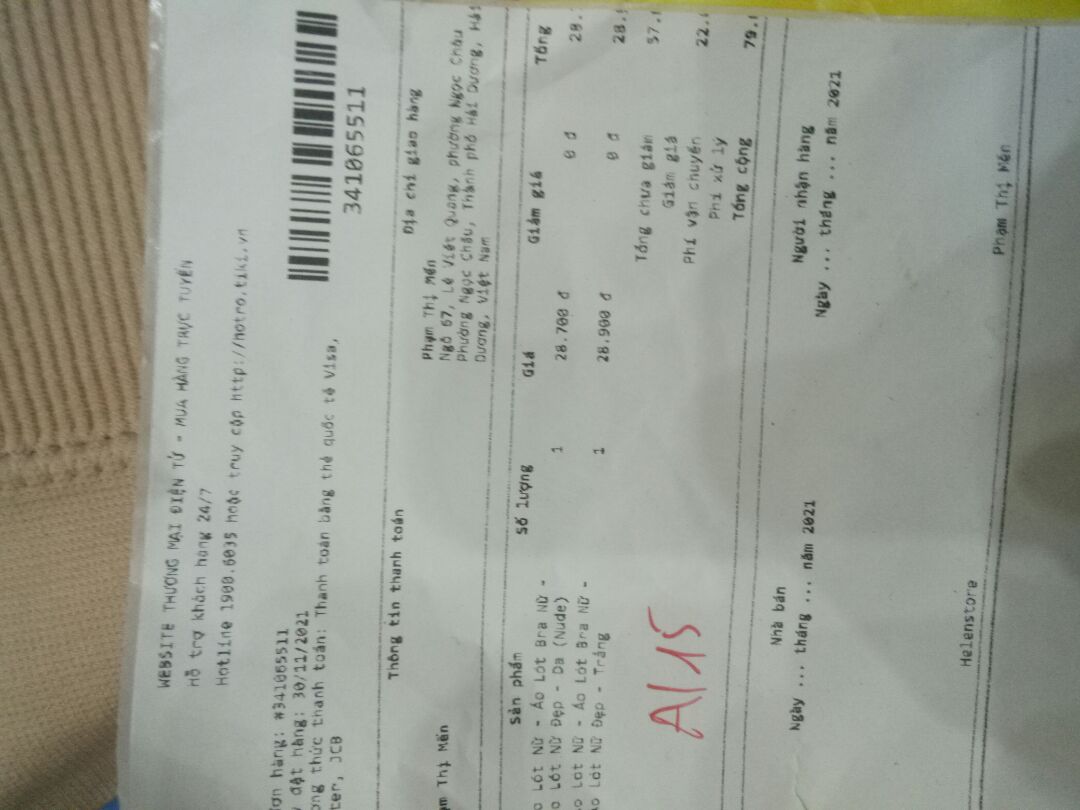 WEBSITE THƯƠNG MẠI ĐIỆN TỬ - MUA HÀNG TRỰC TUYẾN
Hỗ trợ khách hàng 24/7
Hotline 1900.6035 hoặc truy cập http://hotro.tiki.vn
341065511
ơn hàng: #341065511
đặt hàng: 30/11/2021
ng thức thanh toán: Thanh toán bằng thẻ quốc tế Visa,
ter, JCB
Thông tin thanh toán Địa chỉ giao hàng
m Thị Mến
Phạm Thị Mến
Ngõ 67, Lê Viết Quang, phường Ngọc Châu
Phường Ngọc Châu, Thành phố Hải Dương, Hải
Dương, Việt Nam
Sản phẩm Số lượng Giá Giảm giá Tổng
o Lót Nữ - Áo Lót Bra Nữ - 1 28.700 đ 0 đ 28.
o Lót Nữ Đẹp - Da (Nude)
o Lót Nữ - Áo Lót Bra Nữ - 1 28.900 đ 0 đ 28.
o Lót Nữ Đẹp - Trắng
Tổng chưa giảm 57.
Giảm giá
Phí vận chuyển 22.
Phí xử lý
Tổng cộng 79.
A115
Nhà bán Người nhận hàng
Ngày ... tháng ... năm 2021 Ngày ... tháng ... năm 2021
Helenstore Phạm Thị Mến